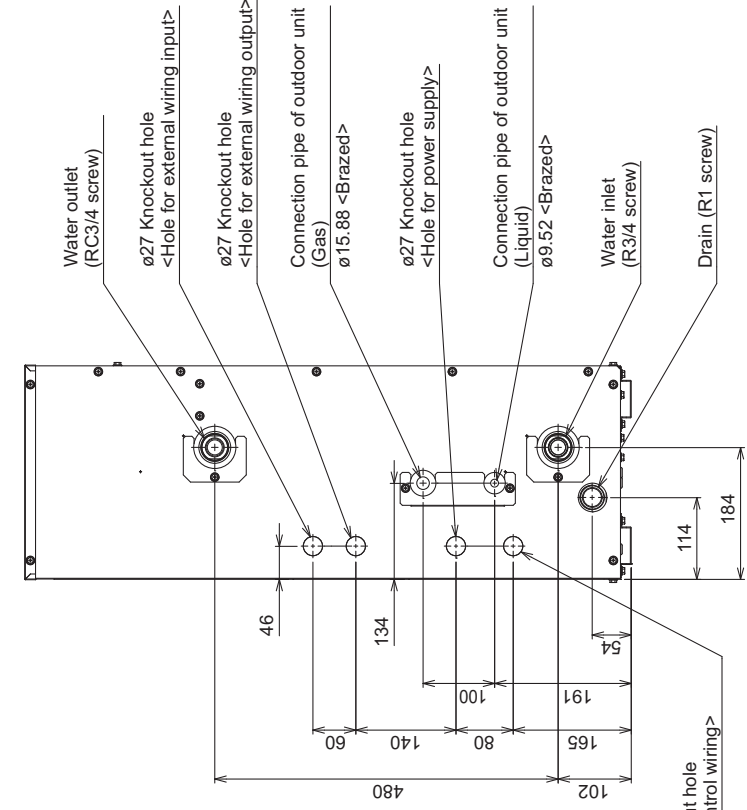 Water outlet
(RC3/4 screw)
ø27 Knockout hole
<Hole for external wiring input>
ø27 Knockout hole
<Hole for external wiring output>
Connection pipe of outdoor unit
(Gas)
ø15.88 <Brazed>
ø27 Knockout hole
<Hole for power supply>
Connection pipe of outdoor unit
(Liquid)
ø9.52 <Brazed>
Water inlet
(R3/4 screw)
Drain (R1 screw)
46
134
114
184
54
100
191
60
140
80
165
480
102
hole
wiring>